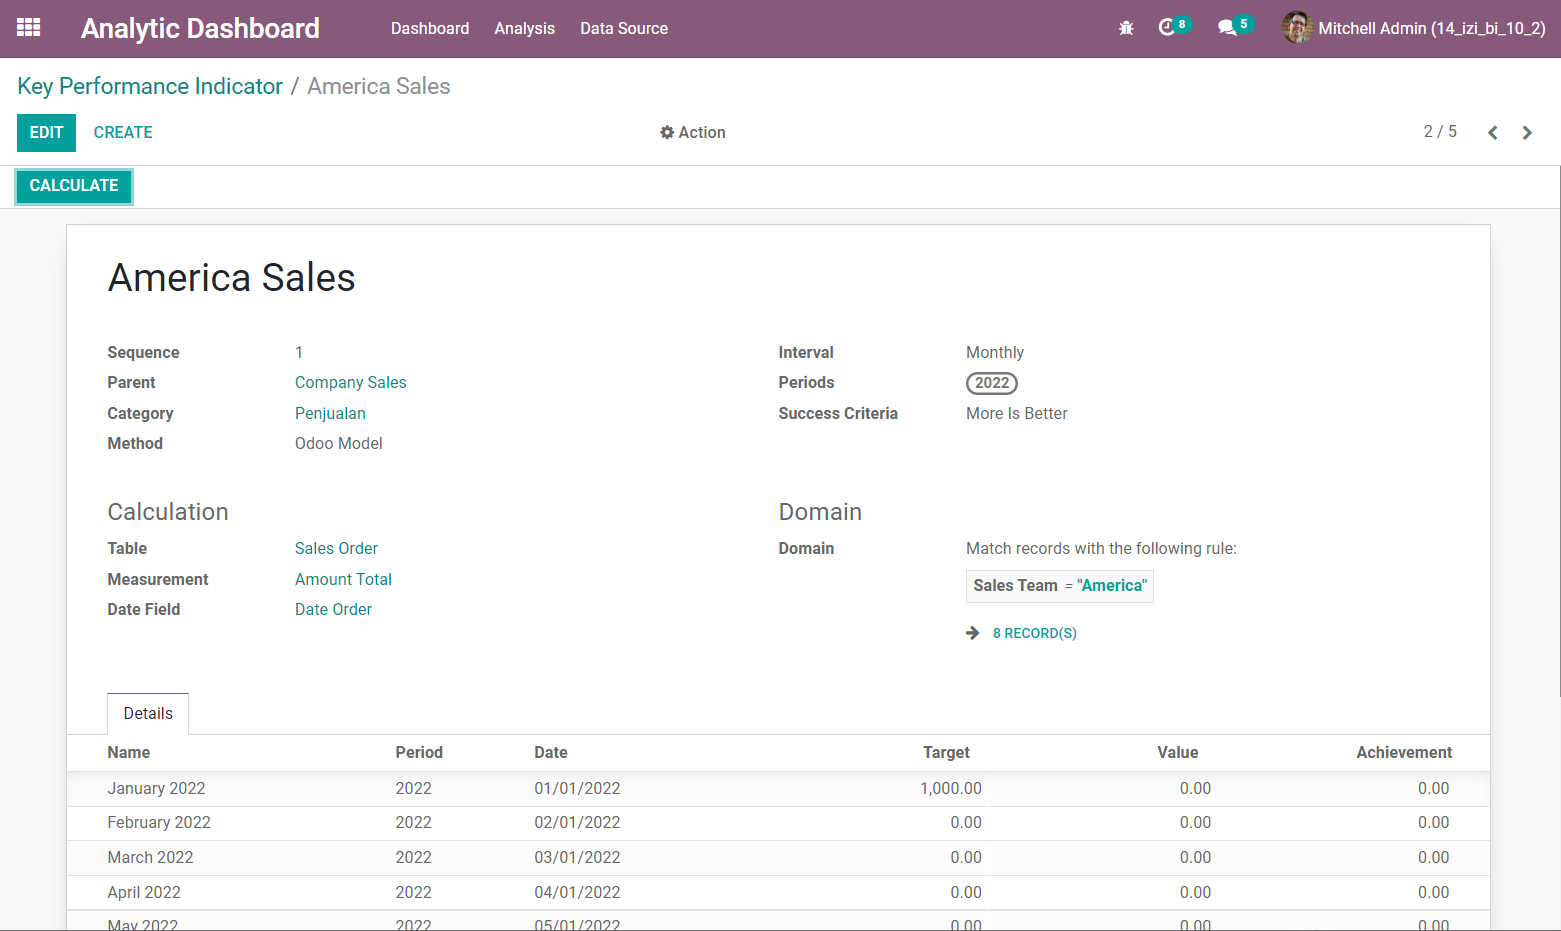 Analytic Dashboard Dashboard Analysis Data Source 8 5 Mitchell Admin (14_izi_bi_10_2)
Key Performance Indicator / America Sales
EDIT CREATE Action 2 / 5
CALCULATE
America Sales
Sequence 1 Interval Monthly
Parent Company Sales Periods 2022
Category Penjualan Success Criteria More Is Better
Method Odoo Model
Calculation Domain
Table Sales Order Domain Match records with the following rule:
Measurement Amount Total Sales Team = "America"
Date Field Date Order
8 RECORD(S)
Details
Name Period Date Target Value Achievement
January 2022 2022 01/01/2022 1,000.00 0.00 0.00
February 2022 2022 02/01/2022 0.00 0.00 0.00
March 2022 2022 03/01/2022 0.00 0.00 0.00
April 2022 2022 04/01/2022 0.00 0.00 0.00
May 2022 2022 05/01/2022 0.00 0.00 0.00